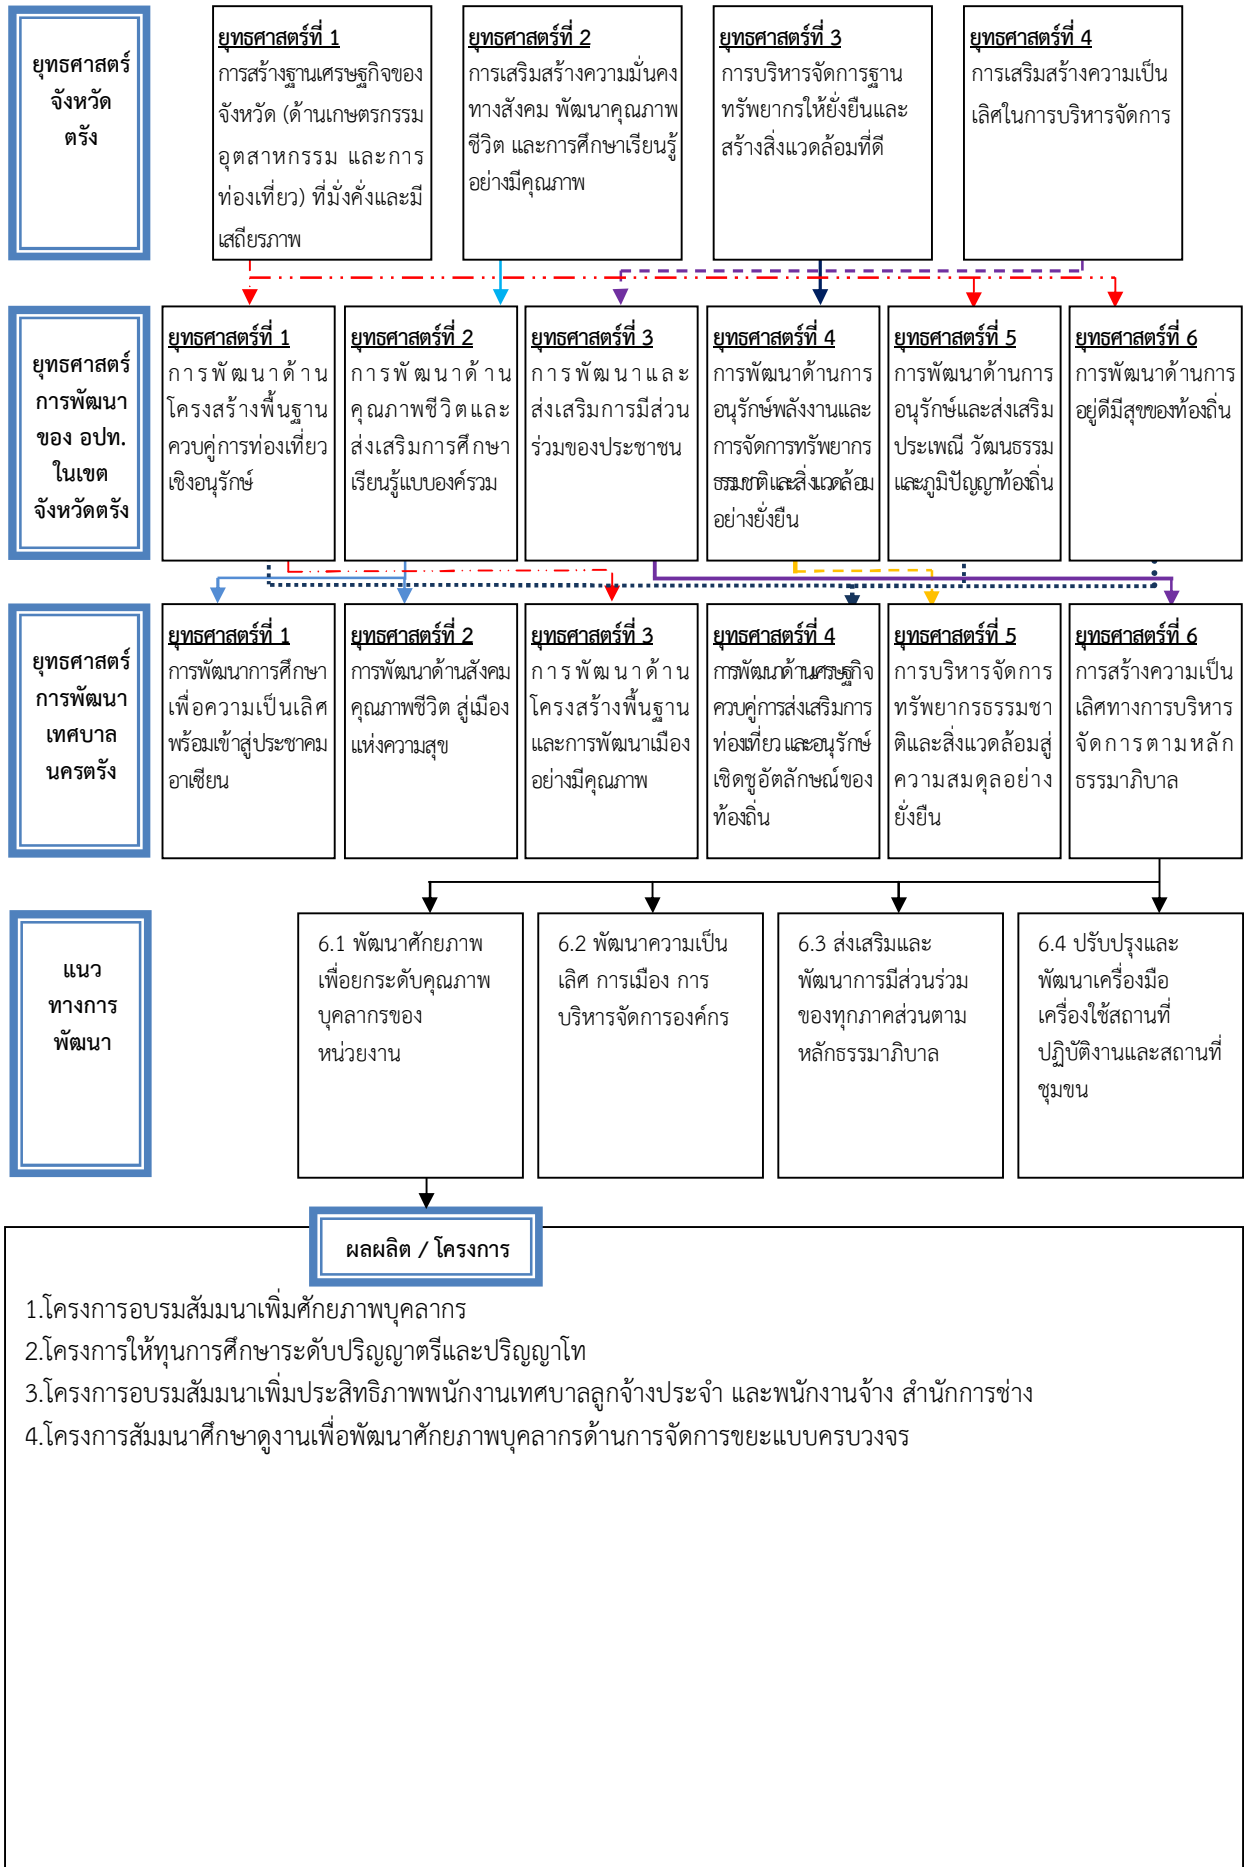 ยุทธศาสตร์
จังหวัด
ตรัง
ยุทธศาสตร์ที่ 1
การสร้างฐานเศรษฐกิจของ
จังหวัด (ด้านเกษตรกรรม
อุตสาหกรรม และการ
ท่องเที่ยว) ที่มั่งคั่งและมี
เสถียรภาพ
ยุทธศาสตร์ที่ 2
การเสริมสร้างความมั่นคง
ทางสังคม พัฒนาคุณภาพ
ชีวิต และการศึกษาเรียนรู้
อย่างมีคุณภาพ
ยุทธศาสตร์ที่ 3
การบริหารจัดการฐาน
ทรัพยากรให้ยั่งยืนและ
สร้างสิ่งแวดล้อมที่ดี
ยุทธศาสตร์ที่ 4
การเสริมสร้างความเป็น
เลิศในการบริหารจัดการ
ยุทธศาสตร์
การพัฒนา
ของ อปท.
ในเขต
จังหวัดตรัง
ยุทธศาสตร์ที่ 1
การพัฒนาด้าน
โครงสร้างพื้นฐาน
ควบคู่การท่องเที่ยว
เชิงอนุรักษ์
ยุทธศาสตร์ที่ 2
การพัฒนาด้าน
คุณภาพชีวิตและ
ส่งเสริมการศึกษา
เรียนรู้แบบองค์รวม
ยุทธศาสตร์ที่ 3
การพัฒนาและ
ส่งเสริมการมีส่วน
ร่วมของประชาชน
ยุทธศาสตร์ที่ 4
การพัฒนาด้านการ
อนุรักษ์พลังงานและ
การจัดการทรัพยากร
ธรรมชาติและสิ่งแวดล้อม
อย่างยั่งยืน
ยุทธศาสตร์ที่ 5
การพัฒนาด้านการ
อนุรักษ์และส่งเสริม
ประเพณี วัฒนธรรม
และภูมิปัญญาท้องถิ่น
ยุทธศาสตร์ที่ 6
การพัฒนาด้านการ
อยู่ดีมีสุขของท้องถิ่น
ยุทธศาสตร์
การพัฒนา
เทศบาล
นครตรัง
ยุทธศาสตร์ที่ 1
การพัฒนาการศึกษา
เพื่อความเป็นเลิศ
พร้อมเข้าสู่ประชาคม
อาเซียน
ยุทธศาสตร์ที่ 2
การพัฒนาด้านสังคม
คุณภาพชีวิต สู่เมือง
แห่งความสุข
ยุทธศาสตร์ที่ 3
การพัฒนาด้าน
โครงสร้างพื้นฐาน
และการพัฒนาเมือง
อย่างมีคุณภาพ
ยุทธศาสตร์ที่ 4
การพัฒนาด้านเศรษฐกิจ
ควบคู่การส่งเสริมการ
ท่องเที่ยว และอนุรักษ์
เชิดชูอัตลักษณ์ของ
ท้องถิ่น
ยุทธศาสตร์ที่ 5
การบริหารจัดการ
ทรัพยากรธรรมชา
ติและสิ่งแวดล้อมสู่
ความสมดุลอย่าง
ยั่งยืน
ยุทธศาสตร์ที่ 6
การสร้างความเป็น
เลิศทางการบริหาร
จัดการตามหลัก
ธรรมาภิบาล
แนว
ทางการ
พัฒนา
6.1 พัฒนาศักยภาพ
เพื่อยกระดับคุณภาพ
บุคลากรของ
หน่วยงาน
6.2 พัฒนาความเป็น
เลิศ การเมือง การ
บริหารจัดการองค์กร
6.3 ส่งเสริมและ
พัฒนาการมีส่วนร่วม
ของทุกภาคส่วนตาม
หลักธรรมาภิบาล
6.4 ปรับปรุงและ
พัฒนาเครื่องมือ
เครื่องใช้สถานที่
ปฏิบัติงานและสถานที่
ชุมขน
ผลผลิต / โครงการ
1.โครงการอบรมสัมมนาเพิ่มศักยภาพบุคลากร
2.โครงการให้ทุนการศึกษาระดับปริญญาตรีและปริญญาโท
3.โครงการอบรมสัมมนาเพิ่มประสิทธิภาพพนักงานเทศบาลลูกจ้างประจำ และพนักงานจ้าง สำนักการช่าง
4.โครงการสัมมนาศึกษาดูงานเพื่อพัฒนาศักยภาพบุคลากรด้านการจัดการขยะแบบครบวงจร